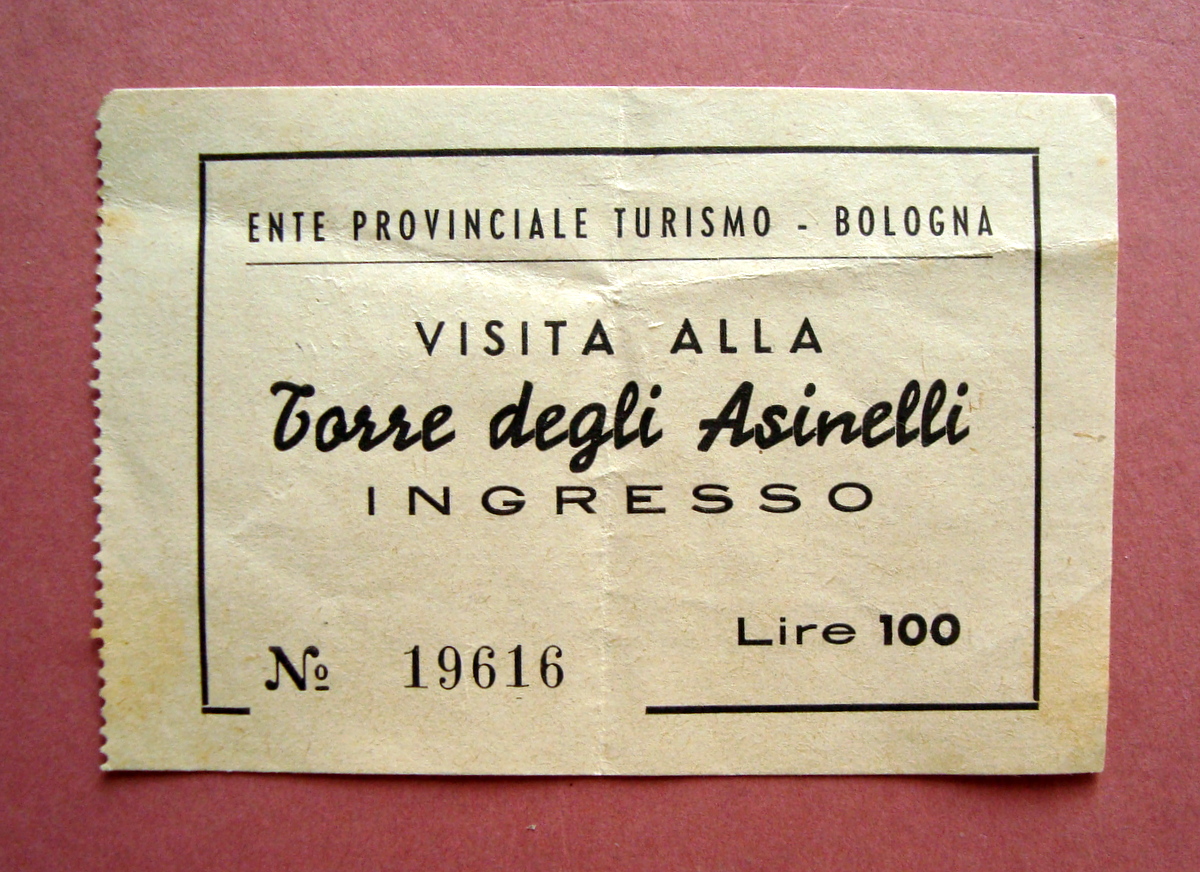 ENTE PROVINCIALE TURISMO - BOLOGNA
VISITA ALLA
Torre degli Asinelli
INGRESSO
Lire 100
Nº 19616